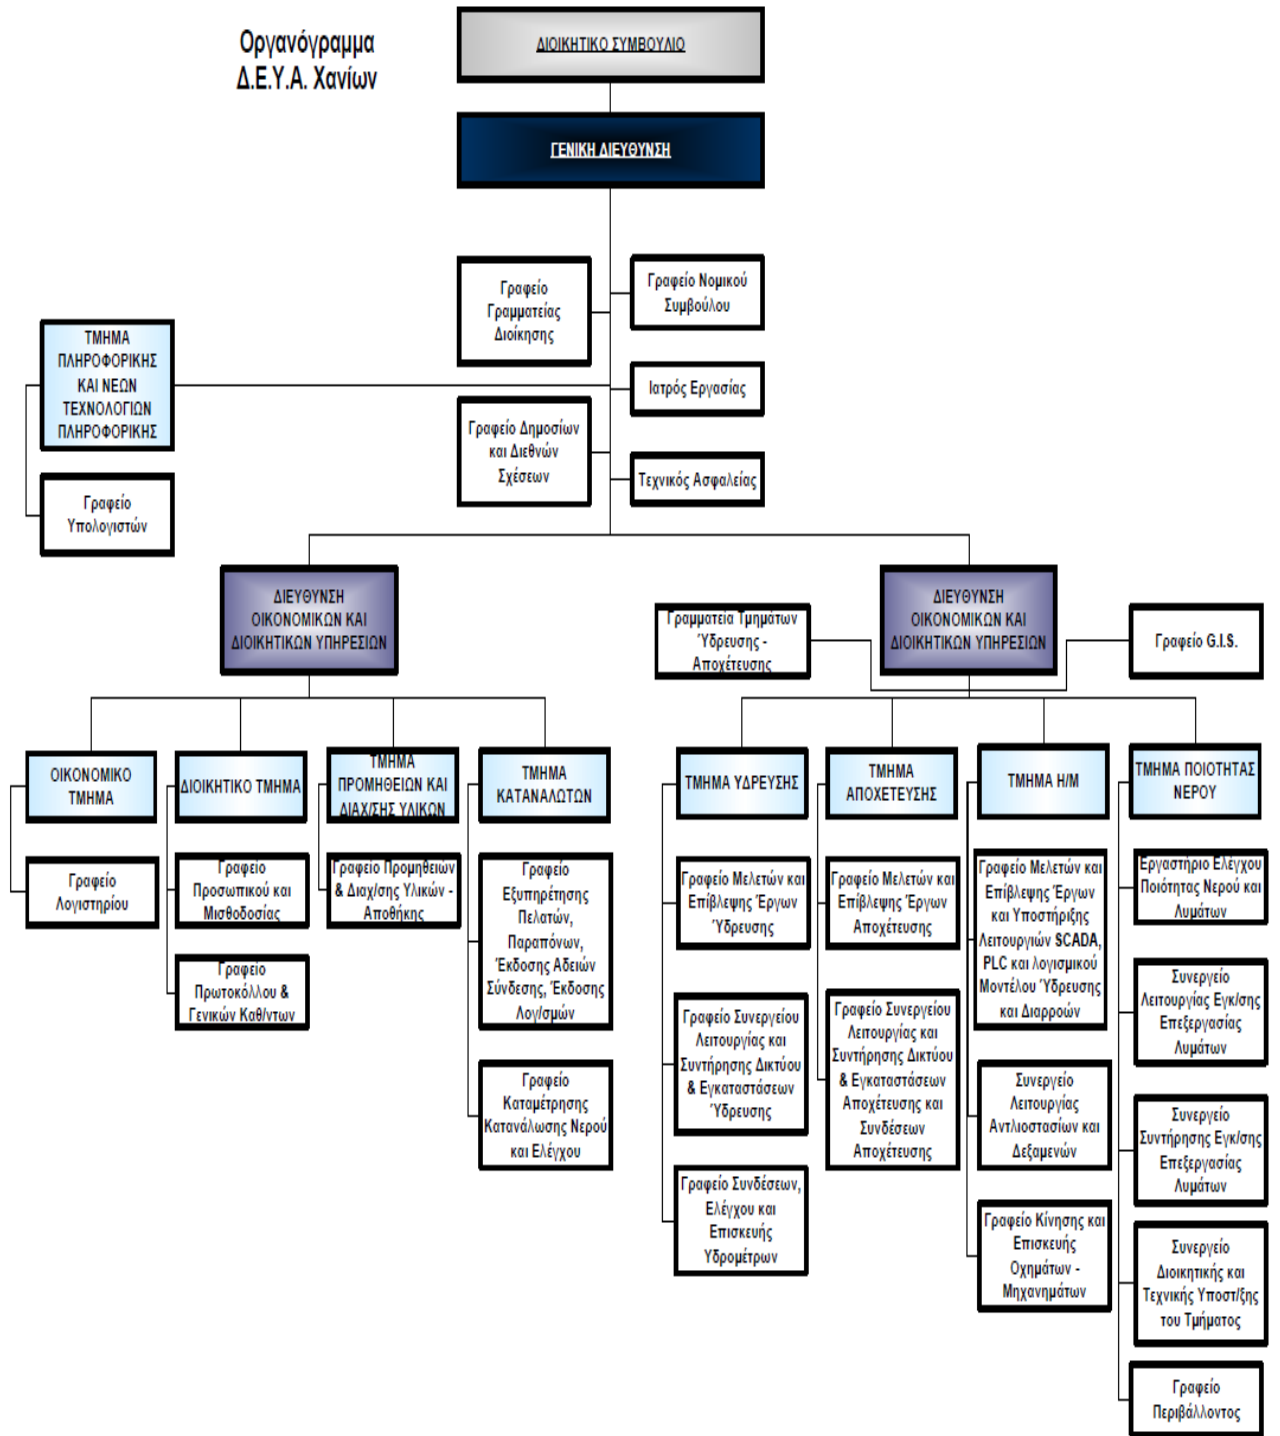 Οργανόγραμμα
Δ.Ε.Υ.Α. Χανίων
ΔΙΟΙΚΗΤΙΚΟ ΣΥΜΒΟΥΛΙΟ
ΓΕΝΙΚΗ ΔΙΕΥΘΥΝΣΗ
Γραφείο
Γραμματείας
Διοίκησης
Γραφείο Νομικού
Συμβούλου
ΤΜΗΜΑ
ΠΛΗΡΟΦΟΡΙΚΗΣ
ΚΑΙ ΝΕΩΝ
ΤΕΧΝΟΛΟΓΙΩΝ
ΠΛΗΡΟΦΟΡΙΚΗΣ
Ιατρός Εργασίας
Γραφείο Δημοσίων
και Διεθνών
Σχέσεων
Τεχνικός Ασφαλείας
Γραφείο
Υπολογιστών
ΔΙΕΥΘΥΝΣΗ
ΟΙΚΟΝΟΜΙΚΩΝ ΚΑΙ
ΔΙΟΙΚΗΤΙΚΩΝ ΥΠΗΡΕΣΙΩΝ
Γραμματεία Τμημάτων
Ύδρευσης -
Αποχέτευσης
ΔΙΕΥΘΥΝΣΗ
ΟΙΚΟΝΟΜΙΚΩΝ ΚΑΙ
ΔΙΟΙΚΗΤΙΚΩΝ ΥΠΗΡΕΣΙΩΝ
Γραφείο G.I.S.
ΟΙΚΟΝΟΜΙΚΟ
ΤΜΗΜΑ
ΔΙΟΙΚΗΤΙΚΟ ΤΜΗΜΑ
ΤΜΗΜΑ
ΠΡΟΜΗΘΕΙΩΝ ΚΑΙ
ΔΙΑΧ/ΣΗΣ ΥΛΙΚΩΝ
ΤΜΗΜΑ
ΚΑΤΑΝΑΛΩΤΩΝ
ΤΜΗΜΑ ΥΔΡΕΥΣΗΣ
ΤΜΗΜΑ
ΑΠΟΧΕΤΕΥΣΗΣ
ΤΜΗΜΑ Η/Μ
ΤΜΗΜΑ ΠΟΙΟΤΗΤΑΣ
ΝΕΡΟΥ
Γραφείο
Λογιστηρίου
Γραφείο
Προσωπικού και
Μισθοδοσίας
Γραφείο Προμηθειών
& Διαχ/σης Υλικών -
Αποθήκης
Γραφείο
Εξυπηρέτησης
Πελατών,
Παραπόνων,
Έκδοσης Αδειών
Σύνδεσης, Έκδοσης
Λογ/σμών
Γραφείο Μελετών και
Επίβλεψης Έργων
Ύδρευσης
Γραφείο Μελετών και
Επίβλεψης Έργων
Αποχέτευσης
Γραφείο Μελετών και
Επίβλεψης Έργων
και Υποστήριξης
Λειτουργιών SCADA,
PLC και λογισμικού
Μοντέλου Ύδρευσης
και Διαρροών
Εργαστήριο Ελέγχου
Ποιότητας Νερού και
Λυμάτων
Γραφείο
Πρωτοκόλλου &
Γενικών Καθ/ντων
Γραφείο
Καταμέτρησης
Κατανάλωσης Νερού
και Ελέγχου
Γραφείο Συνεργείου
Λειτουργίας και
Συντήρησης Δικτύου
& Εγκαταστάσεων
Ύδρευσης
Γραφείο Συνεργείου
Λειτουργίας και
Συντήρησης Δικτύου
& Εγκαταστάσεων
Αποχέτευσης και
Συνδέσεων
Αποχέτευσης
Συνεργείο
Λειτουργίας
Αντλιοστασίων και
Δεξαμενών
Συνεργείο
Λειτουργίας Εγκ/σης
Επεξεργασίας
Λυμάτων
Συνεργείο
Συντήρησης Εγκ/σης
Επεξεργασίας
Λυμάτων
Γραφείο Συνδέσεων,
Ελέγχου και
Επισκευής
Υδρομέτρων
Γραφείο Κίνησης και
Επισκευής
Οχημάτων -
Μηχανημάτων
Συνεργείο
Διοικητικής και
Τεχνικής Υποστ/ξης
του Τμήματος
Γραφείο
Περιβάλλοντος